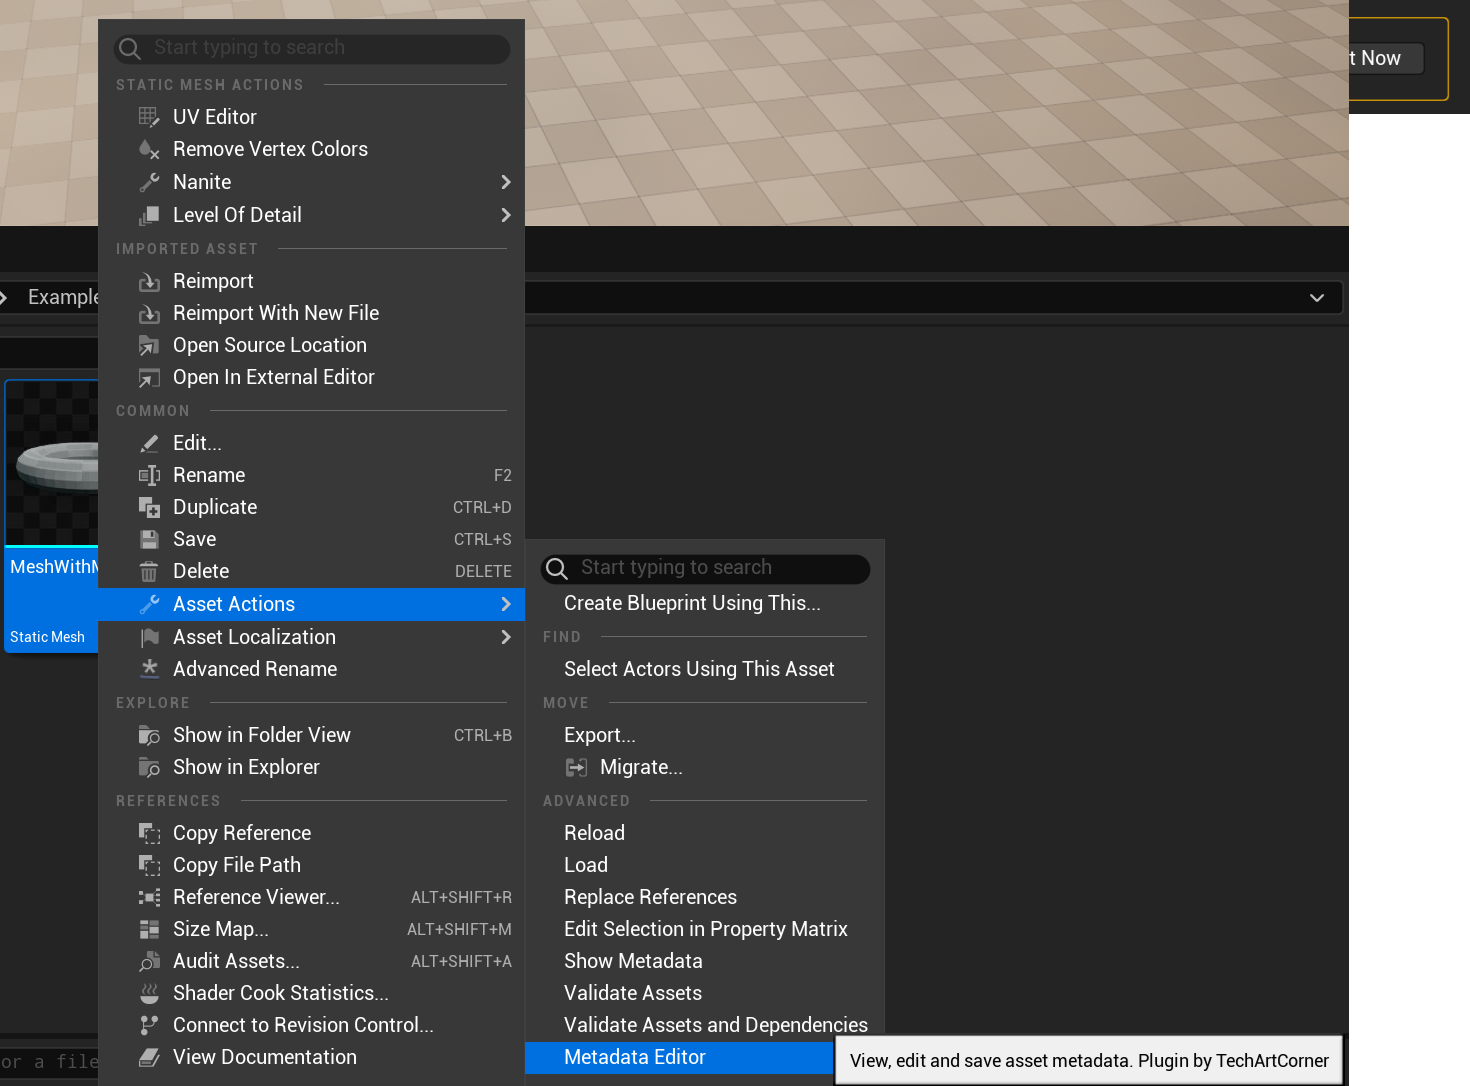 Start typing to search
t Now
STATIC MESH ACTIONS
UV Editor
Remove Vertex Colors
Nanite
Level Of Detail
IMPORTED ASSET
Reimport
Example
Reimport With New File
Open Source Location
Open In External Editor
COMMON
Edit...
Rename F2
Duplicate CTRL+D
Save CTRL+S
MeshWithM
Delete DELETE
Asset Actions
Static Mesh
Asset Localization
Advanced Rename
EXPLORE
Show in Folder View CTRL+B
Show in Explorer
REFERENCES
Copy Reference
Copy File Path
Reference Viewer... ALT+SHIFT+R
Size Map... ALT+SHIFT+M
Audit Assets... ALT+SHIFT+A
Shader Cook Statistics...
Connect to Revision Control...
or a file
View Documentation
Start typing to search
Create Blueprint Using This...
FIND
Select Actors Using This Asset
MOVE
Export...
Migrate...
ADVANCED
Reload
Load
Replace References
Edit Selection in Property Matrix
Show Metadata
Validate Assets
Validate Assets and Dependencies
Metadata Editor
View, edit and save asset metadata. Plugin by TechArtCorner